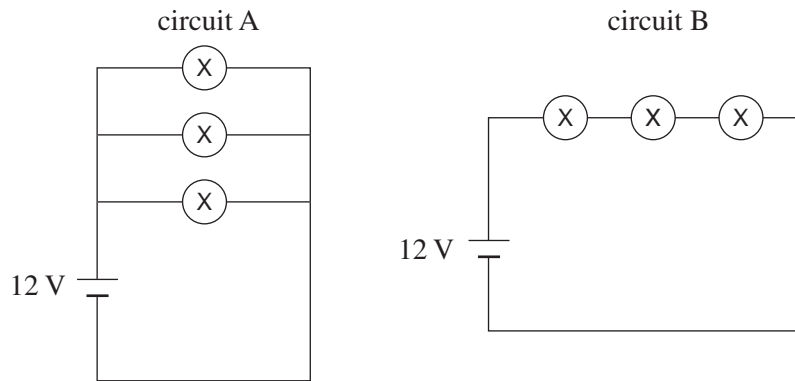 circuit A
X
X
X
12 V
circuit B
X X X
12 V